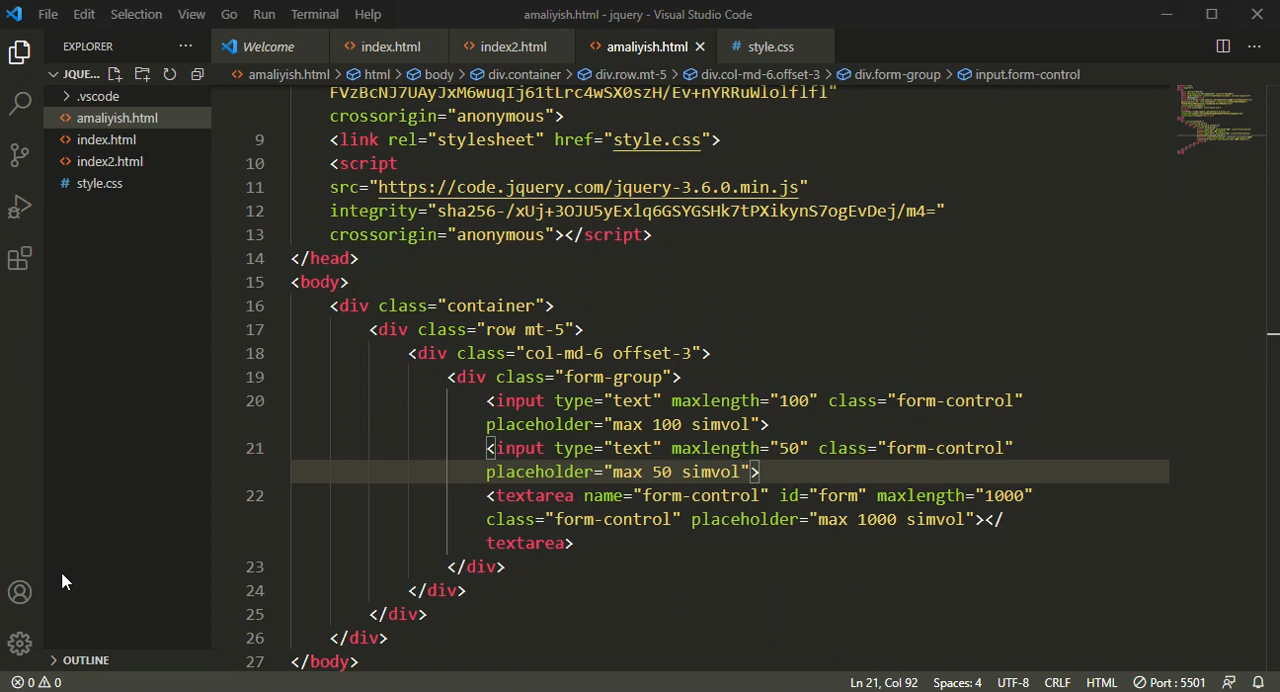 File Edit Selection View Go Run Terminal Help
amaliyish.html - jquery - Visual Studio Code
EXPLORER
Welcome
index.html
index2.html
amaliyish.html
style.css
JQUE...
amaliyish.html > html > body > div.container > div.row.mt-5 > div.col-md-6.offset-3 > div.form-group > input.form-control
.vscode
amaliyish.html
index.html
index2.html
style.css
crossorigin="anonymous">
9 <link rel="stylesheet" href="style.css">
10 <script
11 src="https://code.jquery.com/jquery-3.6.0.min.js"
12 integrity="sha256-/xUj+3OJU5yExlq6GSYGSHk7tPXikynS7ogEvDej/m4="
13 crossorigin="anonymous"></script>
14 </head>
15 <body>
16 <div class="container">
17 <div class="row mt-5">
18 <div class="col-md-6 offset-3">
19 <div class="form-group">
20 <input type="text" maxlength="100" class="form-control"
placeholder="max 100 simvol">
21 <input type="text" maxlength="50" class="form-control"
placeholder="max 50 simvol">
22 <textarea name="form-control" id="form" maxlength="1000"
class="form-control" placeholder="max 1000 simvol"></
textarea>
23 </div>
24 </div>
25 </div>
26 </div>
27 </body>
OUTLINE
0 0
Ln 21, Col 92 Spaces: 4 UTF-8 CRLF HTML Port : 5501